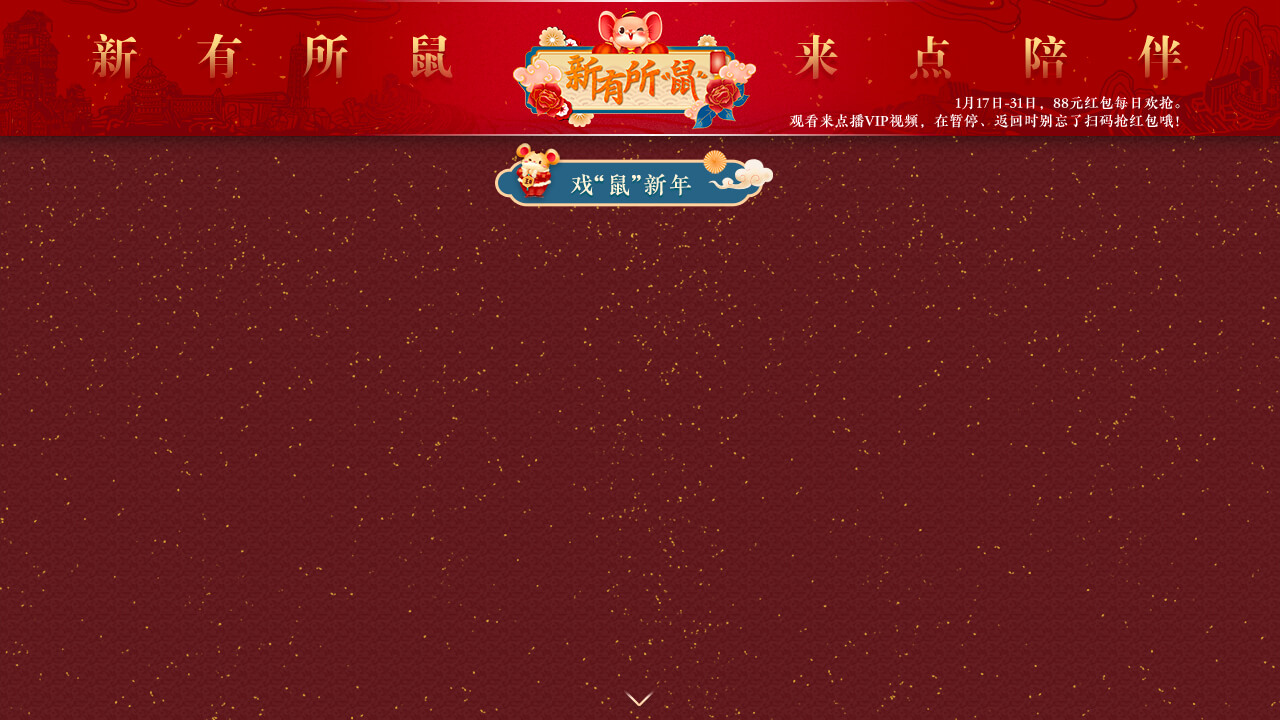 新有所鼠
新有所“鼠”
来点陪伴
1月17日-31日，88元红包每日欢抢。
观看来点播VIP视频，在暂停、返回时别忘了扫码抢红包哦！
戏“鼠”新年